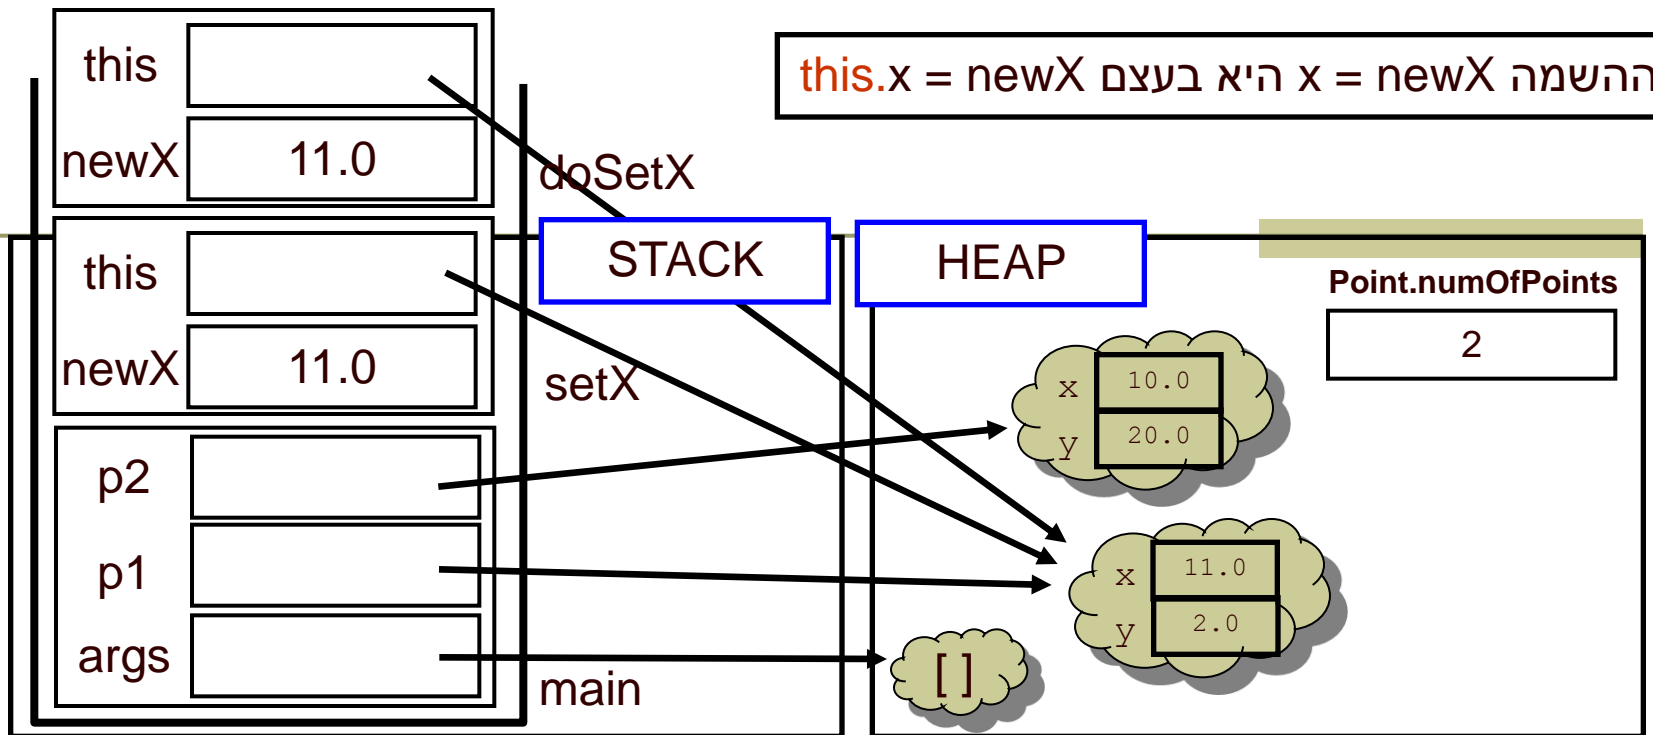 this
ההשמה x = newX היא בעצם this.x = newX
newX 11.0
doSetX
STACK
HEAP
this
Point.numOfPoints
2
newX 11.0
setX
x 10.0
y 20.0
p2
p1
x 11.0
y 2.0
args
[ ]
main